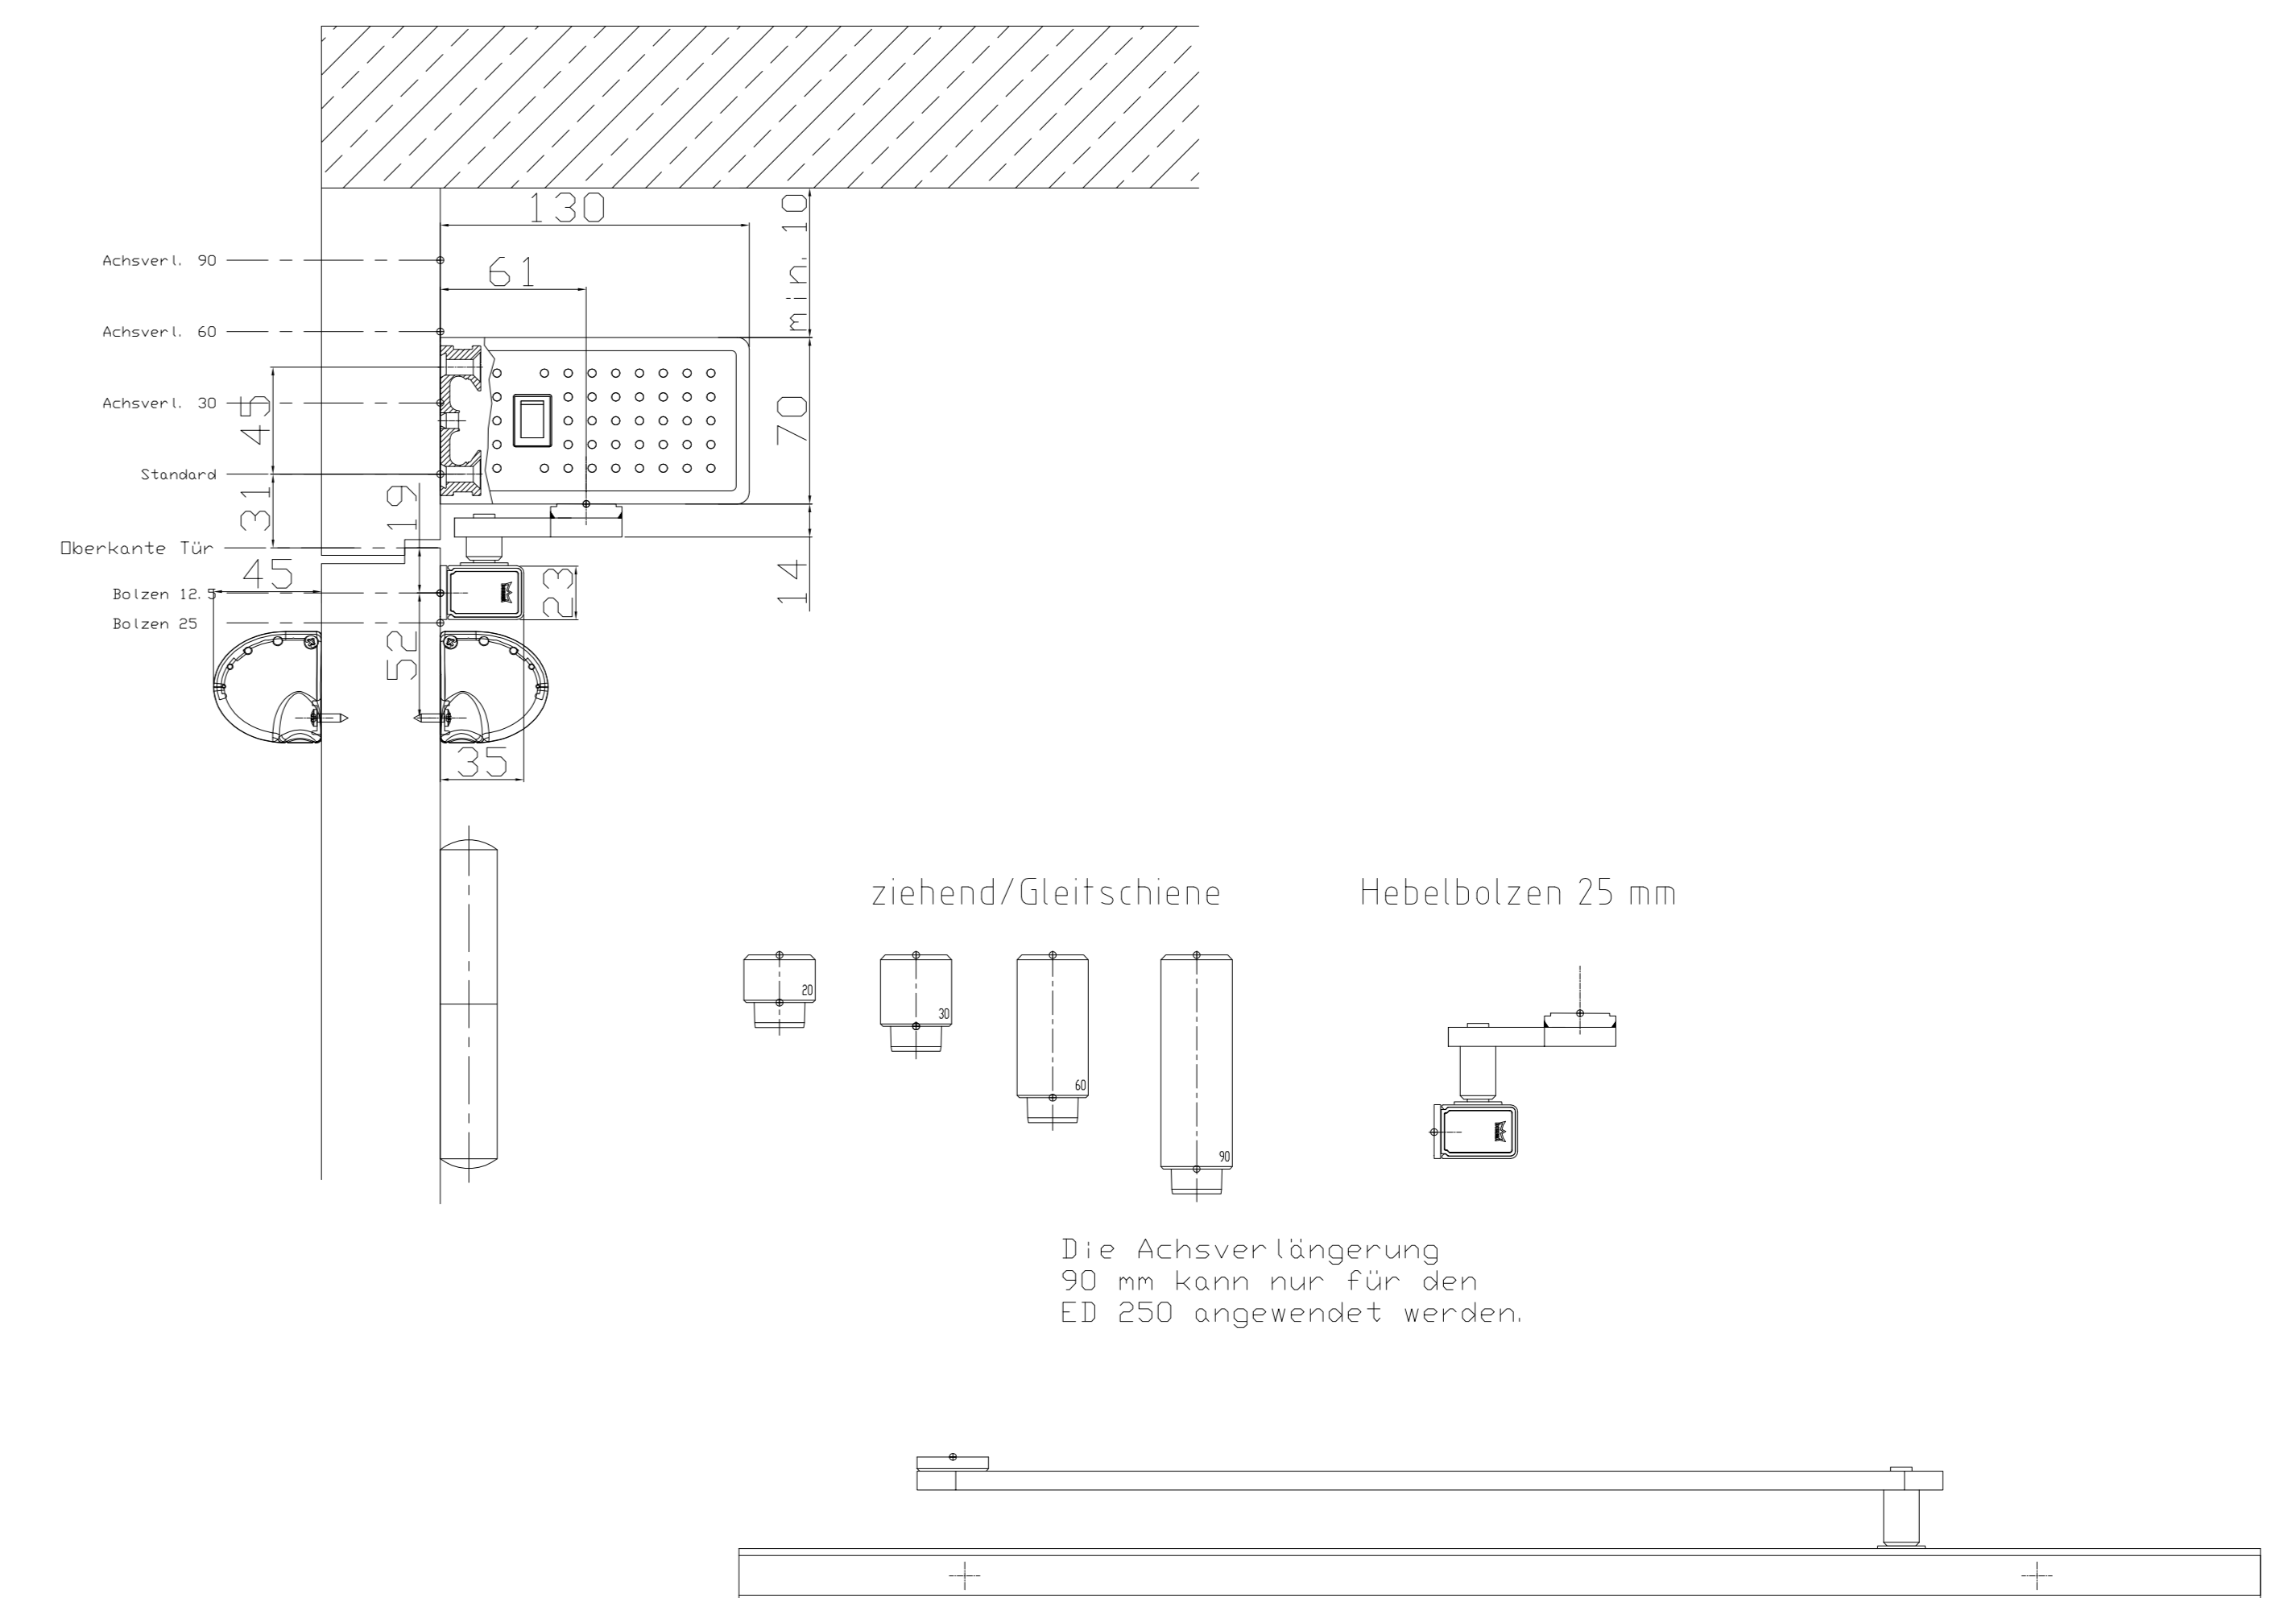 130
min. 10
61
Achsverl. 90
Achsverl. 60
Achsverl. 30
45
70
Standard
31
19
Oberkante Tür
45
14
Bolzen 12.5
23
Bolzen 25
52
35
ziehend/Gleitschiene
Hebelbolzen 25 mm
20
30
60
90
Die Achsverlängerung
90 mm kann nur für den
ED 250 angewendet werden.